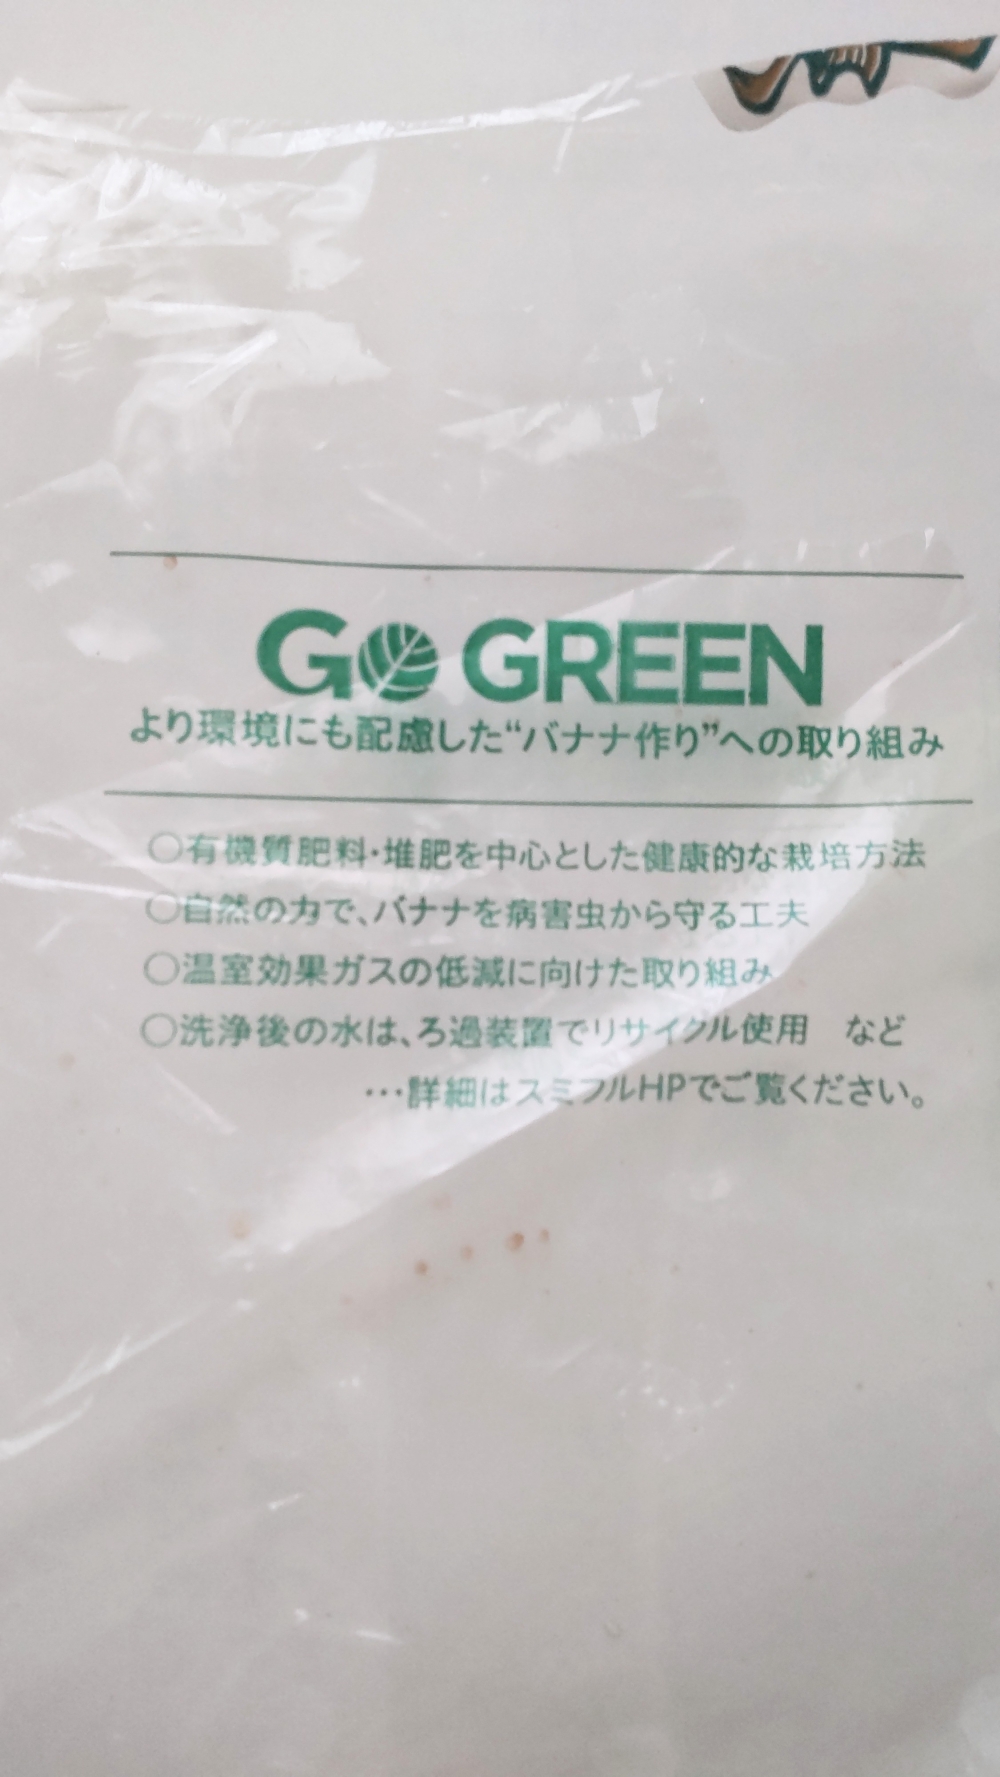 GO GREEN
より環境にも配慮した“バナナ作り”への取り組み
○有機質肥料・堆肥を中心とした健康的な栽培方法
○自然の力で、バナナを病害虫から守る工夫
○温室効果ガスの低減に向けた取り組み
○洗浄後の水は、ろ過装置でリサイクル使用　など
…詳細はスミフルHPでご覧ください。